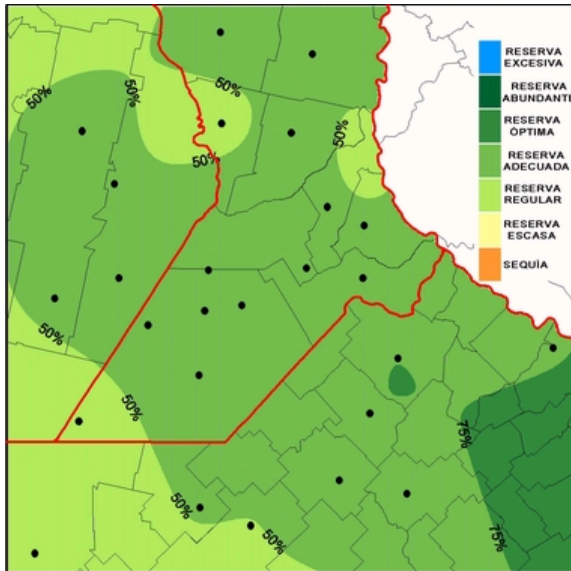 RESERVA
EXCESIVA
RESERVA
ABUNDANTE
RESERVA
ÓPTIMA
RESERVA
ADECUADA
RESERVA
REGULAR
RESERVA
ESCASA
SEQUÌA
50%
50%
50%
50%
50%
50%
50%
75%
50%
50%
75%